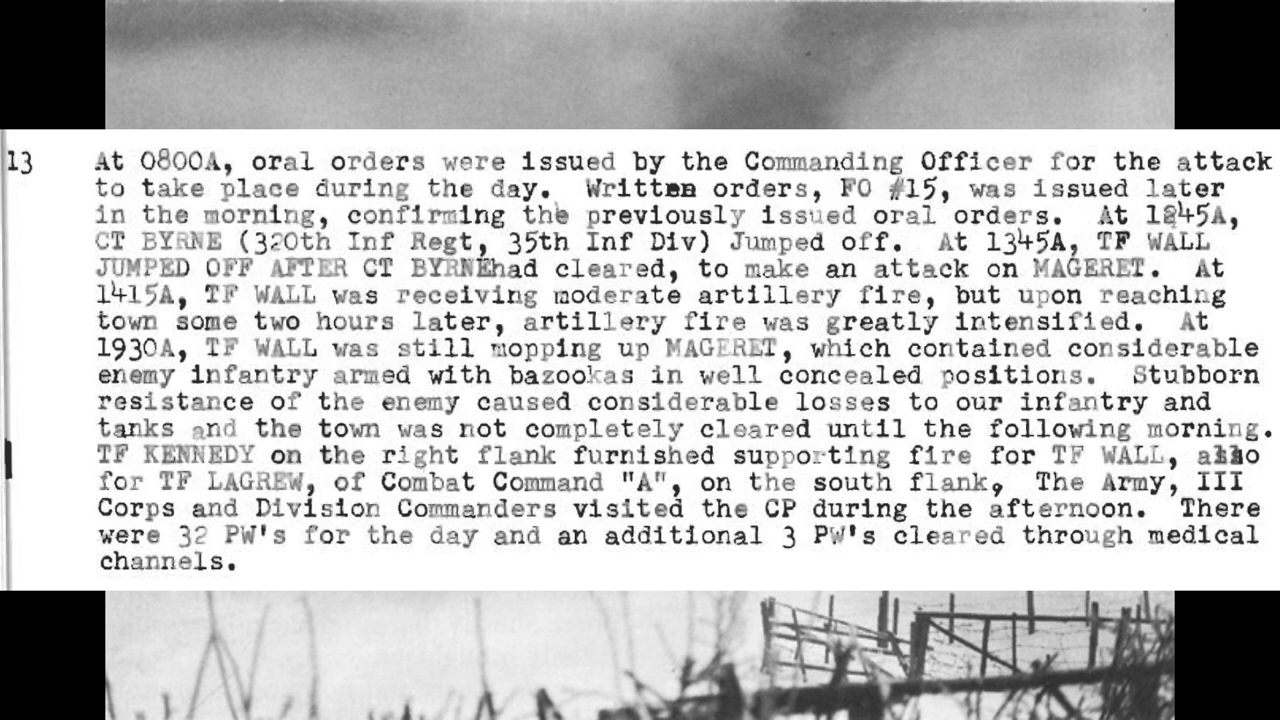 13 At 0800A, oral orders were issued by the Commanding Officer for the attack
to take place during the day. Written orders, FO #15, was issued later
in the morning, confirming the previously issued oral orders. At 1245A,
CT BYRNE (320th Inf Regt, 35th Inf Div) Jumped off. At 1345A, TF WALL
JUMPED OFF AFTER CT BYRNEhad cleared, to make an attack on MAGERET. At
1415A, TF WALL was receiving moderate artillery fire, but upon reaching
town some two hours later, artillery fire was greatly intensified. At
1930A, TF WALL was still mopping up MAGERET, which contained considerable
enemy infantry armed with bazookas in well concealed positions. Stubborn
resistance of the enemy caused considerable losses to our infantry and
tanks and the town was not completely cleared until the following morning.
TF KENNEDY on the right flank furnished supporting fire for TF WALL, also
for TF LAGREW, of Combat Command "A", on the south flank, The Army, III
Corps and Division Commanders visited the CP during the afternoon. There
were 32 PW's for the day and an additional 3 PW's cleared through medical
channels.